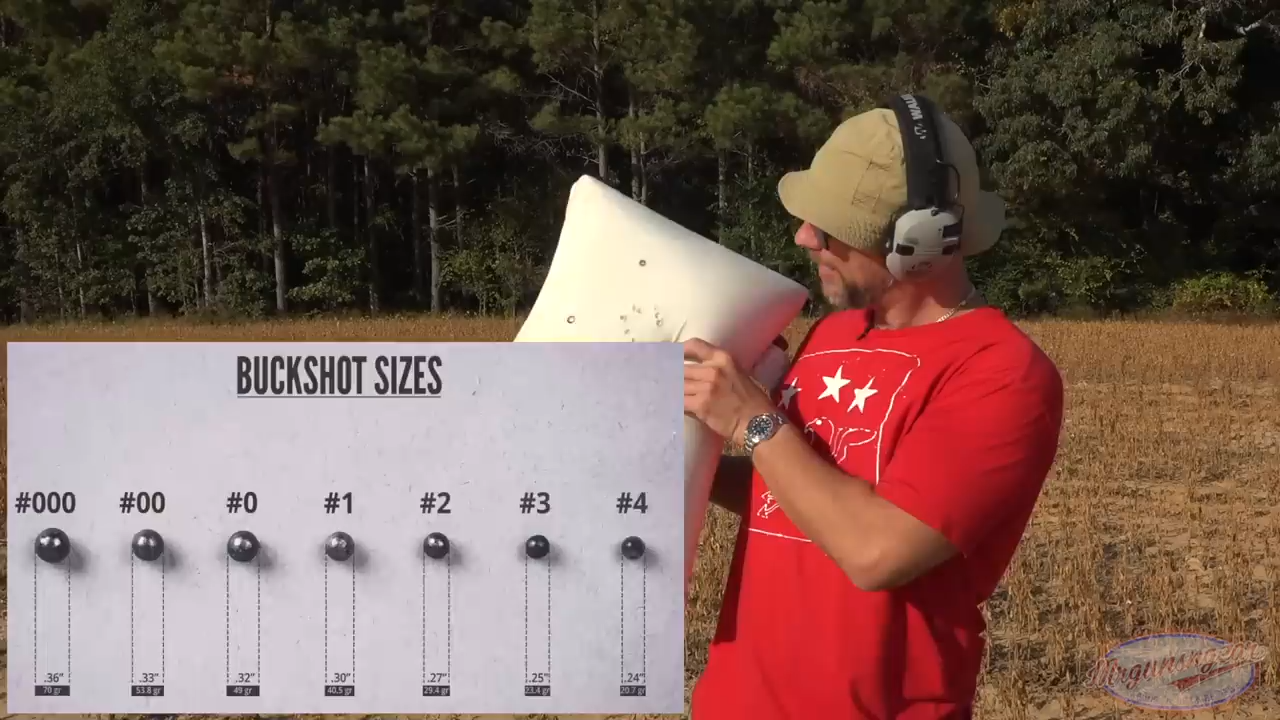 WALK
BUCKSHOT SIZES
#000 #00 #0 #1 #2 #3 #4
.36" .33" .32" .30" .27" .25" .24"
70 gr 53.8 gr 49 gr 40.5 gr 29.4 gr 23.4 gr 20.7 gr